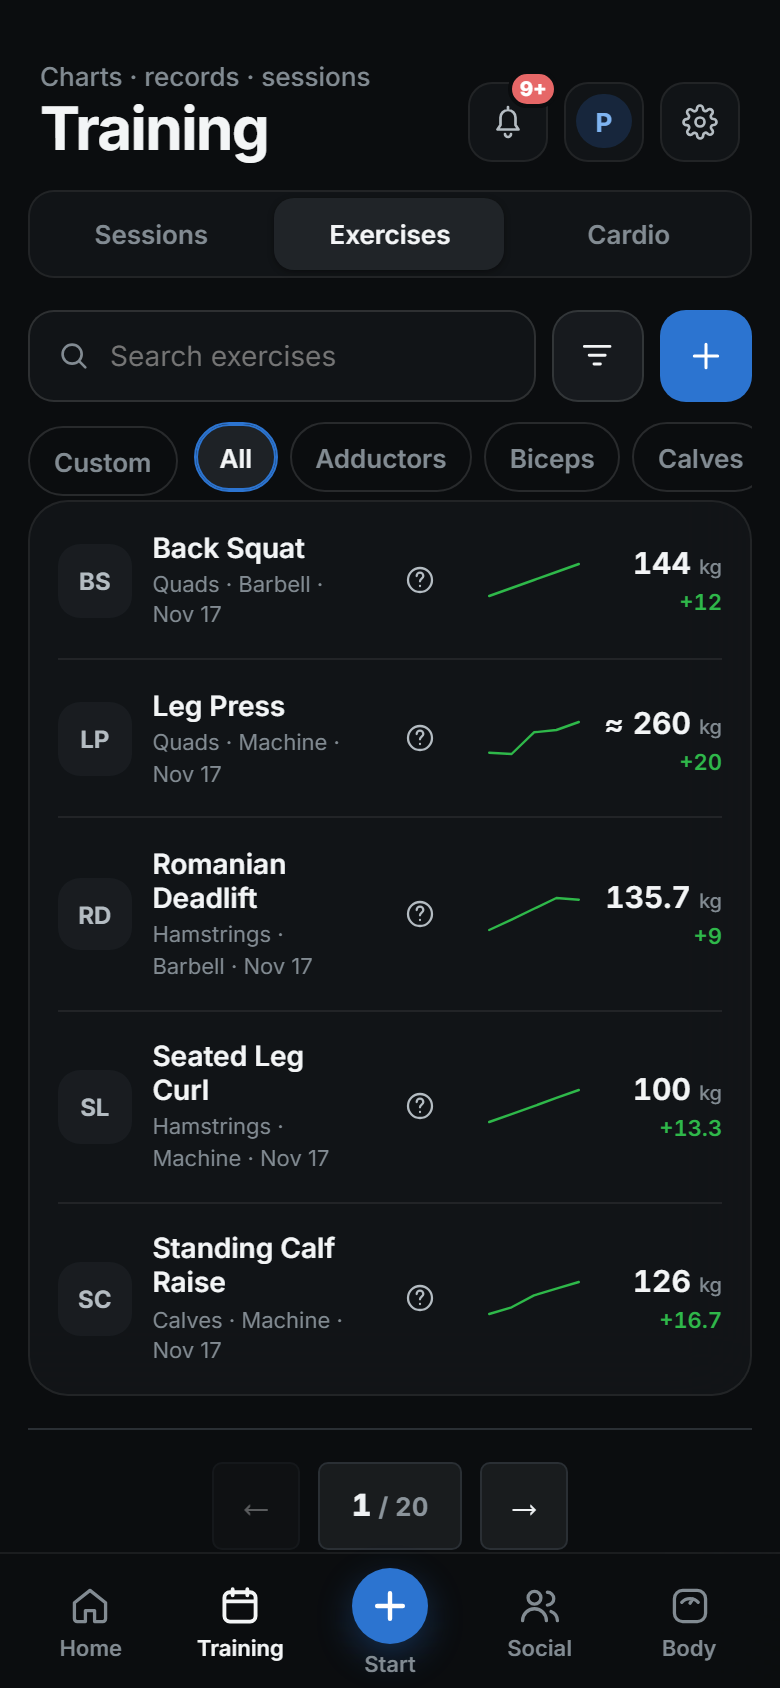 Charts · records · sessions
Training
9+
P
Sessions
Exercises
Cardio
Search exercises
Custom
All
Adductors
Biceps
Calves
BS
Back Squat
Quads · Barbell ·
Nov 17
144 kg
+12
LP
Leg Press
Quads · Machine ·
Nov 17
≈ 260 kg
+20
RD
Romanian
Deadlift
Hamstrings ·
Barbell · Nov 17
135.7 kg
+9
SL
Seated Leg
Curl
Hamstrings ·
Machine · Nov 17
100 kg
+13.3
SC
Standing Calf
Raise
Calves · Machine ·
Nov 17
126 kg
+16.7
←
1 / 20
→
Home
Training
Start
Social
Body